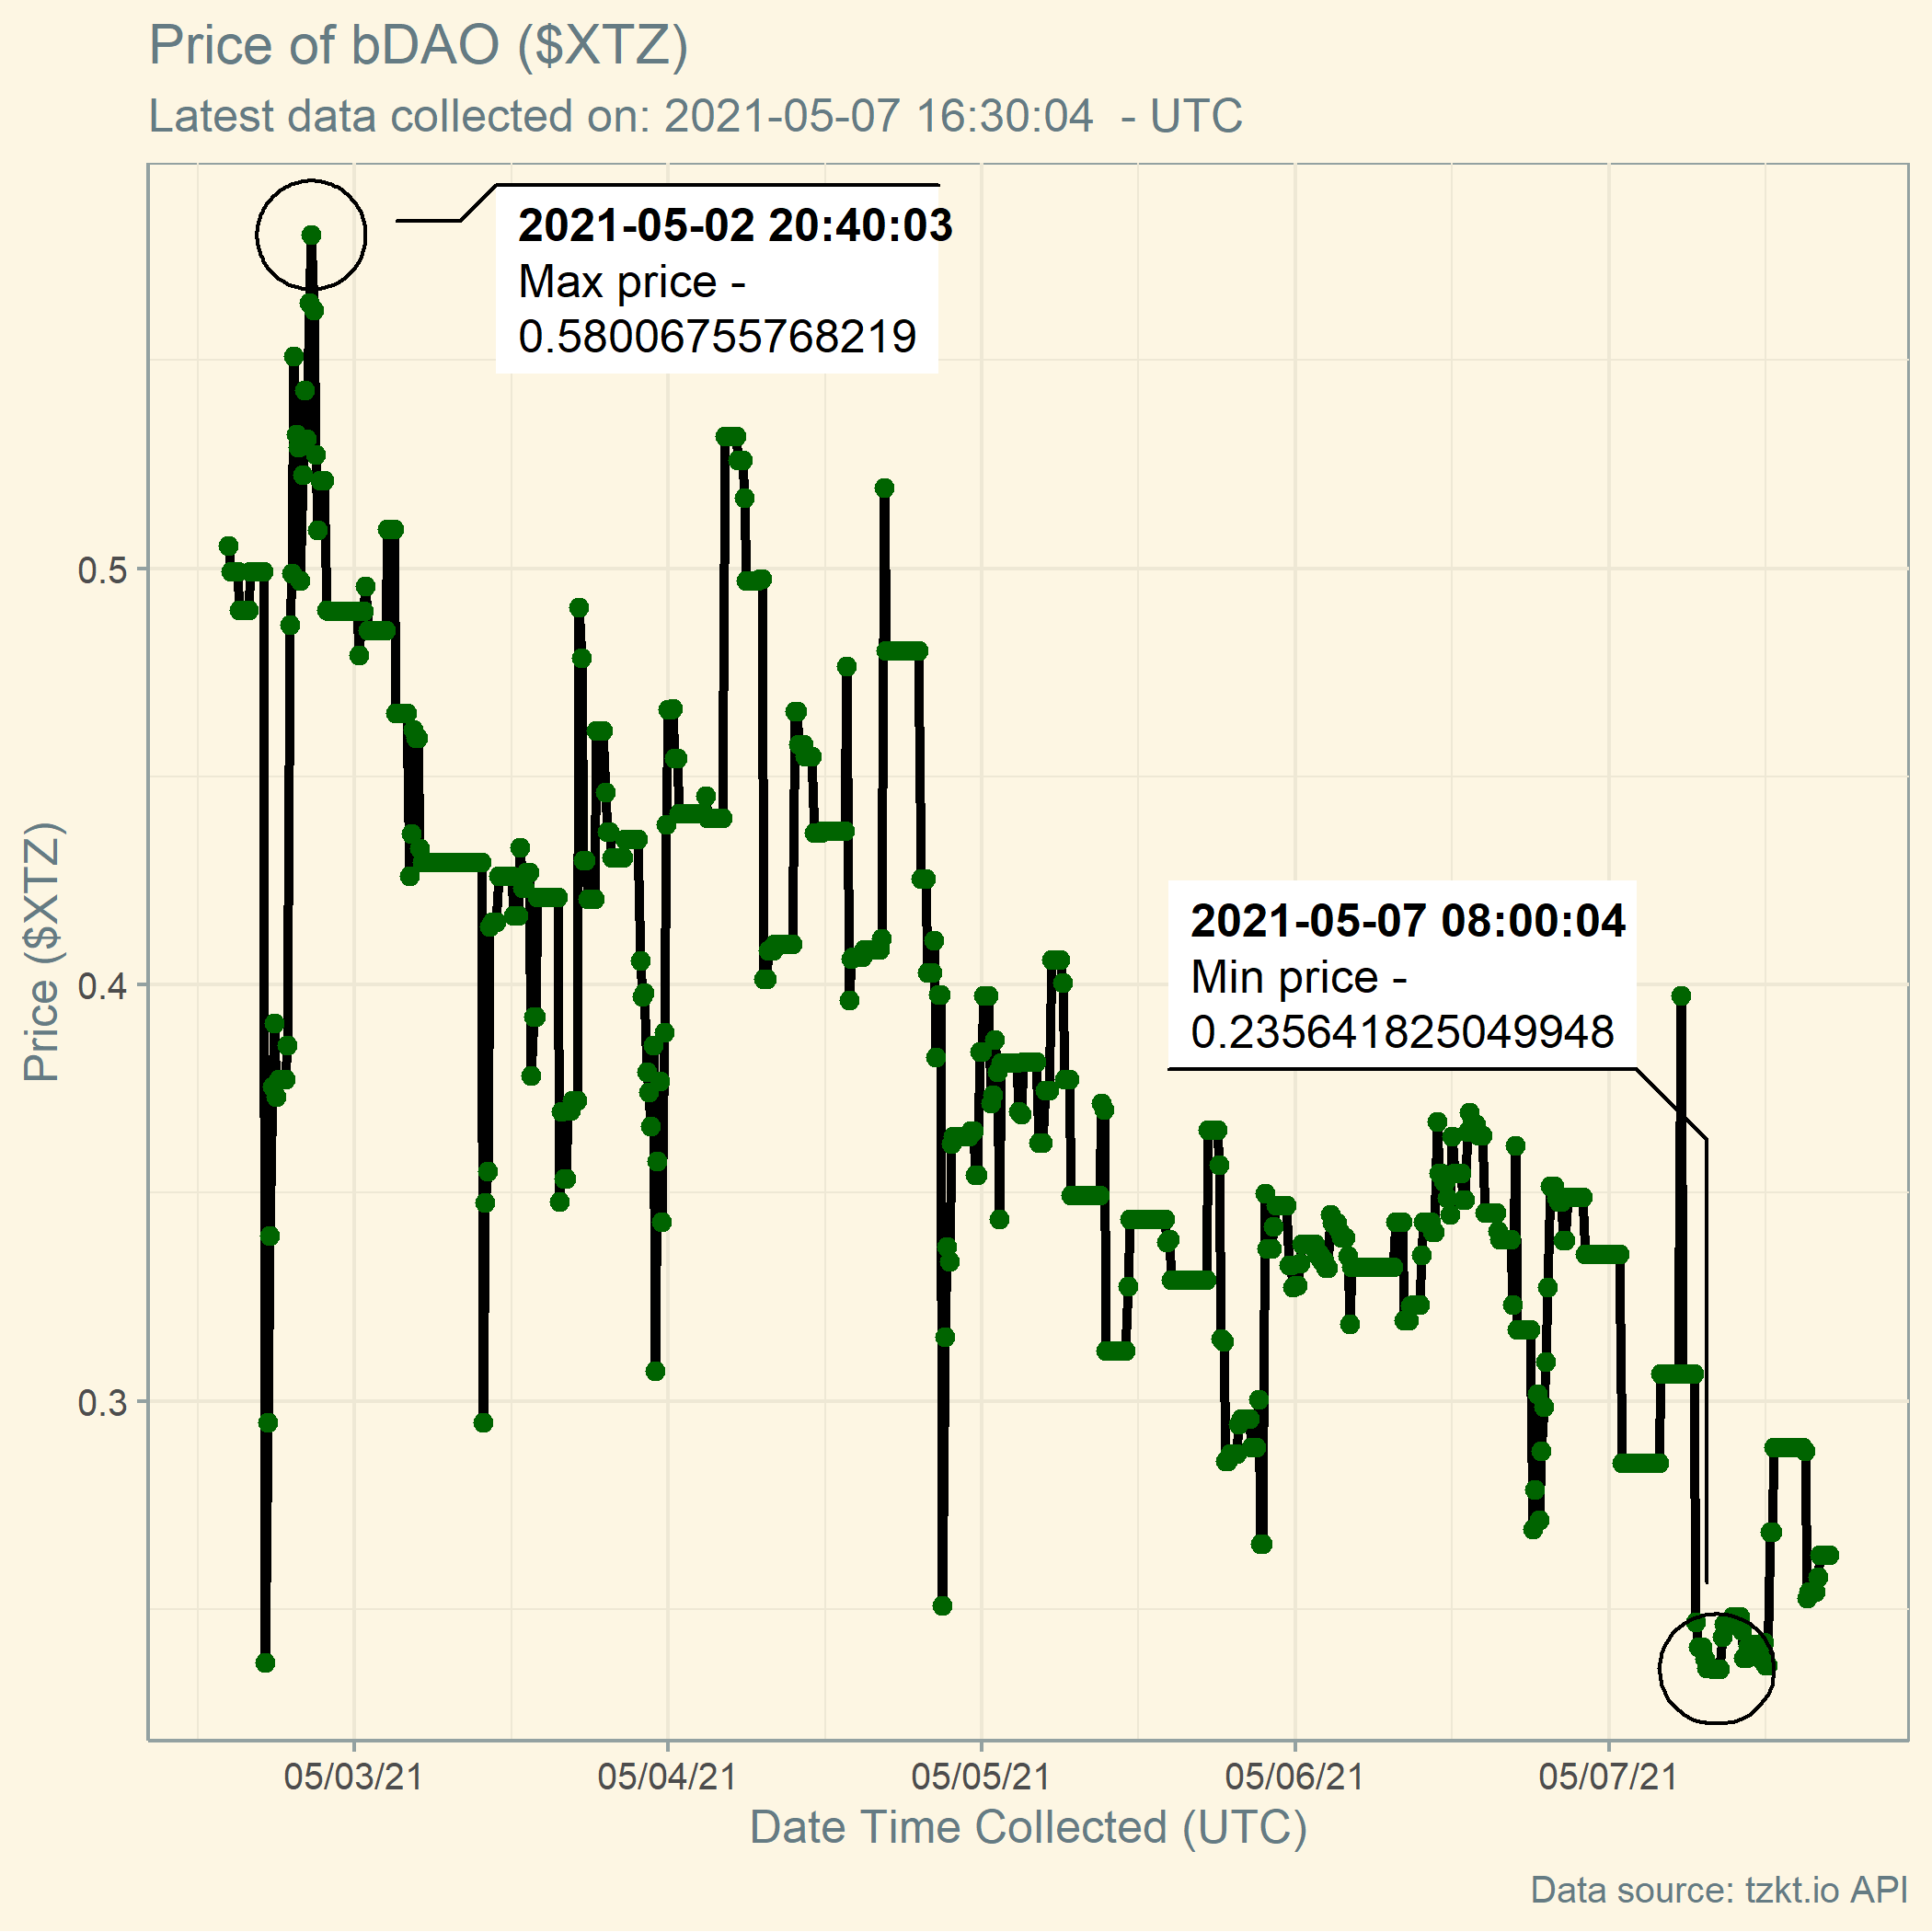 Price of bDAO ($XTZ)
Latest data collected on: 2021-05-07 16:30:04  - UTC
2021-05-02 20:40:03
Max price -
0.58006755768219
0.5
2021-05-07 08:00:04
Min price -
0.235641825049948
0.4
0.3
Price ($XTZ)
05/03/21
05/04/21
05/05/21
05/06/21
05/07/21
Date Time Collected (UTC)
Data source: tzkt.io API